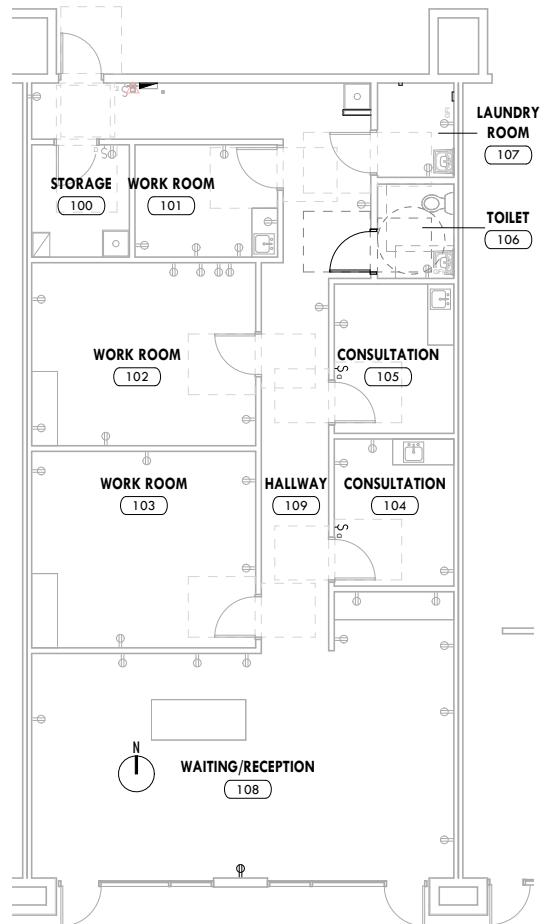 LAUNDRY
ROOM
107
STORAGE
100
WORK ROOM
101
TOILET
106
WORK ROOM
102
CONSULTATION
105
WORK ROOM
103
HALLWAY
109
CONSULTATION
104
N
WAITING/RECEPTION
108